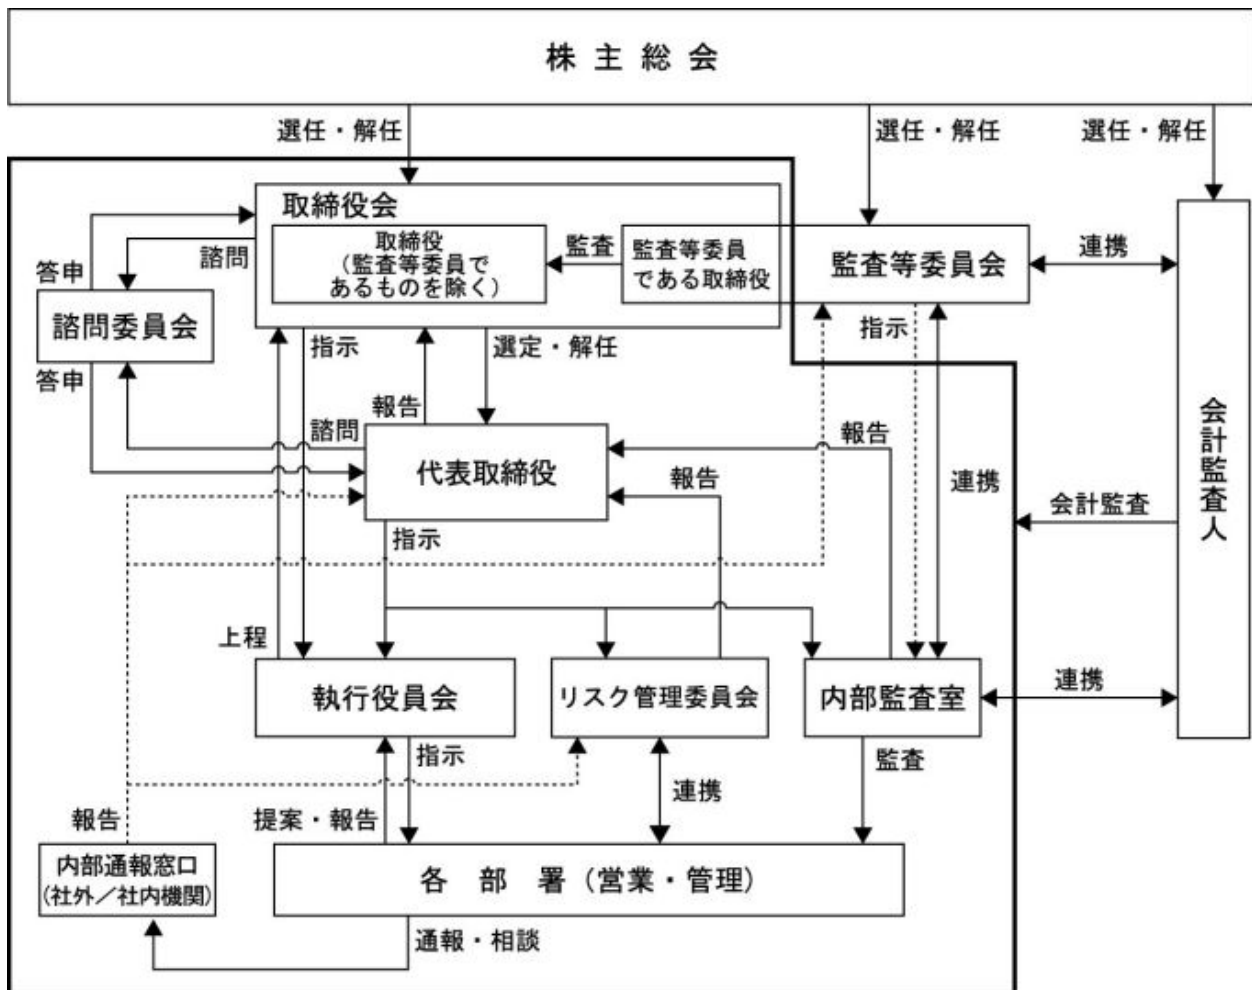 株主総会
選任・解任
選任・解任
選任・解任
取締役会
取締役
（監査等委員で
あるものを除く）
監査
監査等委員
である取締役
監査等委員会
連携
答申
諮問
諮問委員会
答申
指示
選定・解任
指示
報告
諮問
代表取締役
報告
報告
連携
会計監査人
会計監査
指示
上程
執行役員会
リスク管理委員会
内部監査室
連携
指示
監査
連携
報告
提案・報告
内部通報窓口
（社外／社内機関）
各部署（営業・管理）
通報・相談